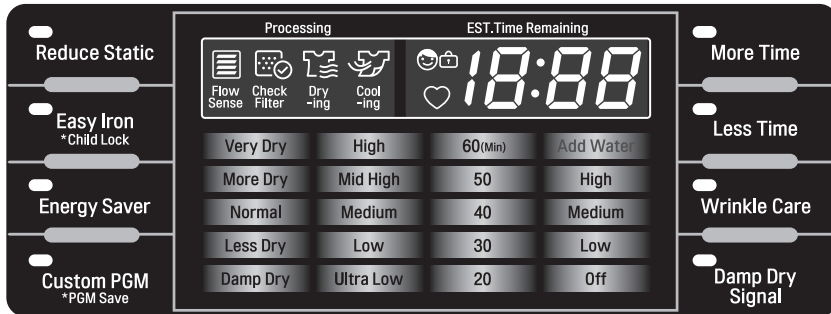 Processing
EST.Time Remaining
Flow
Sense
Check
Filter
Dry
-ing
Cool
-ing
18:88
Reduce Static
Easy Iron
*Child Lock
Energy Saver
Custom PGM
*PGM Save
Very Dry High 60(Min) Add Water
More Dry Mid High 50 High
Normal Medium 40 Medium
Less Dry Low 30 Low
Damp Dry Ultra Low 20 Off
More Time
Less Time
Wrinkle Care
Damp Dry
Signal